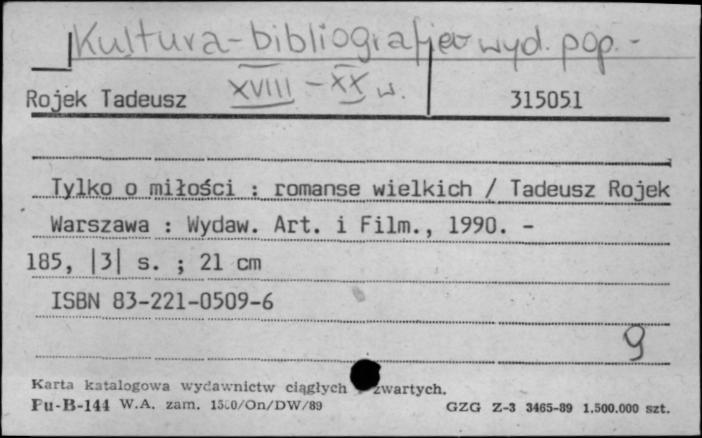 Kultura - bibliografie wyd. pop. -
XVIII - XX w.
Rojek Tadeusz
315051
Tylko o miłości : romanse wielkich / Tadeusz Rojek
Warszawa : Wydaw. Art. i Film., 1990. -
185, |3| s. ; 21 cm
ISBN 83-221-0509-6
9
Karta katalogowa wydawnictw ciągłych zwartych.
Pu-B-144 W.A. zam. /On/DW/89 GZG Z-3 3465-89 1.500.000 szt.